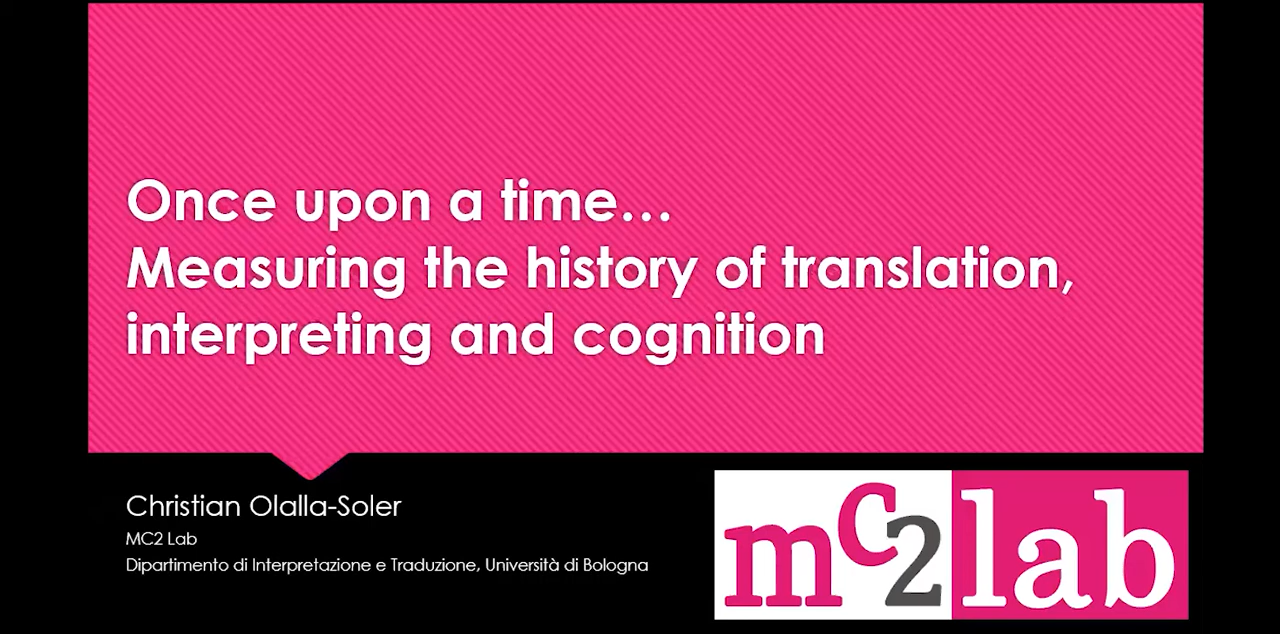 Once upon a time…
Measuring the history of translation,
interpreting and cognition
Christian Olalla-Soler
MC2 Lab
Dipartimento di Interpretazione e Traduzione, Università di Bologna
mc2lab